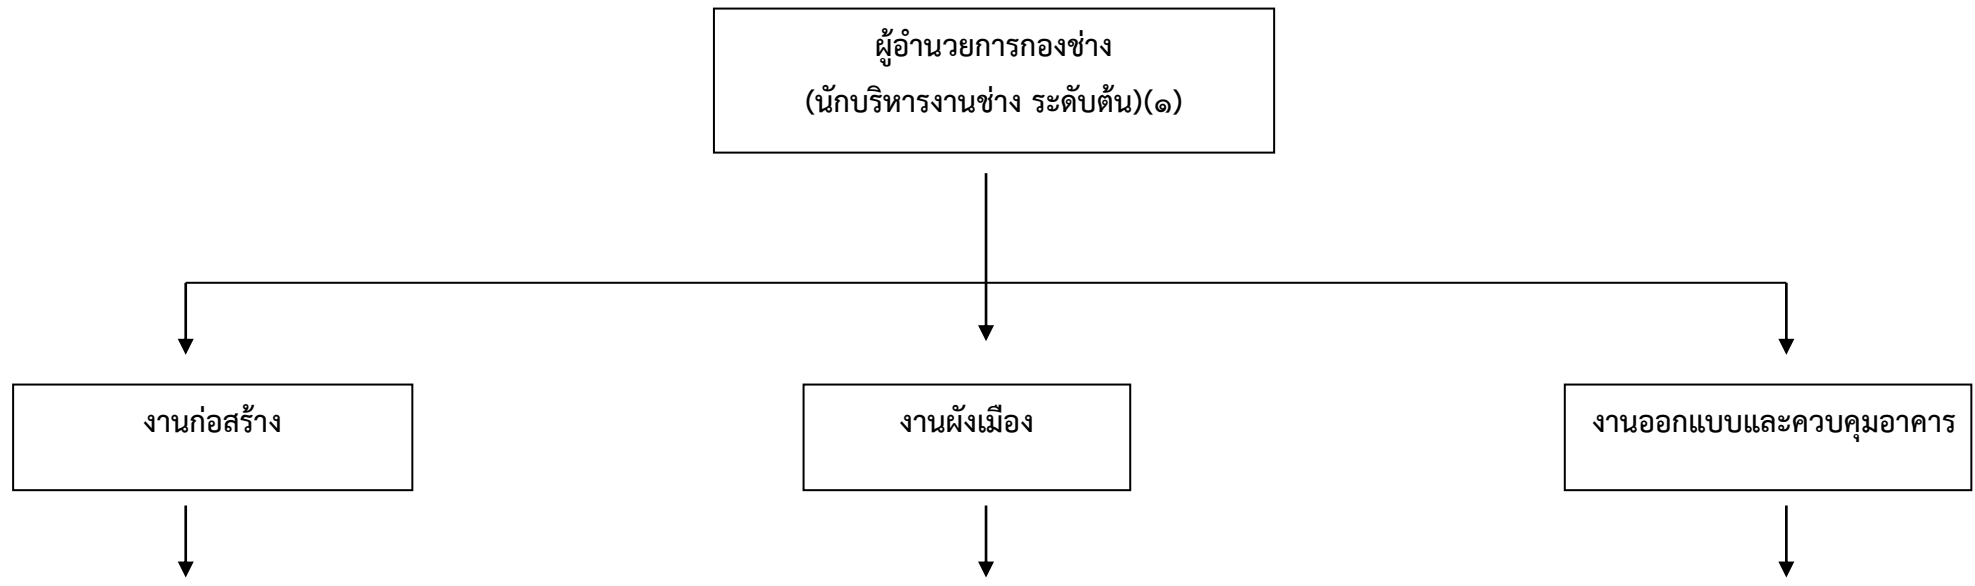 ผู้อำนวยการกองช่าง
(นักบริหารงานช่าง ระดับต้น)(๑)
งานก่อสร้าง
งานผังเมือง
งานออกแบบและควบคุมอาคาร